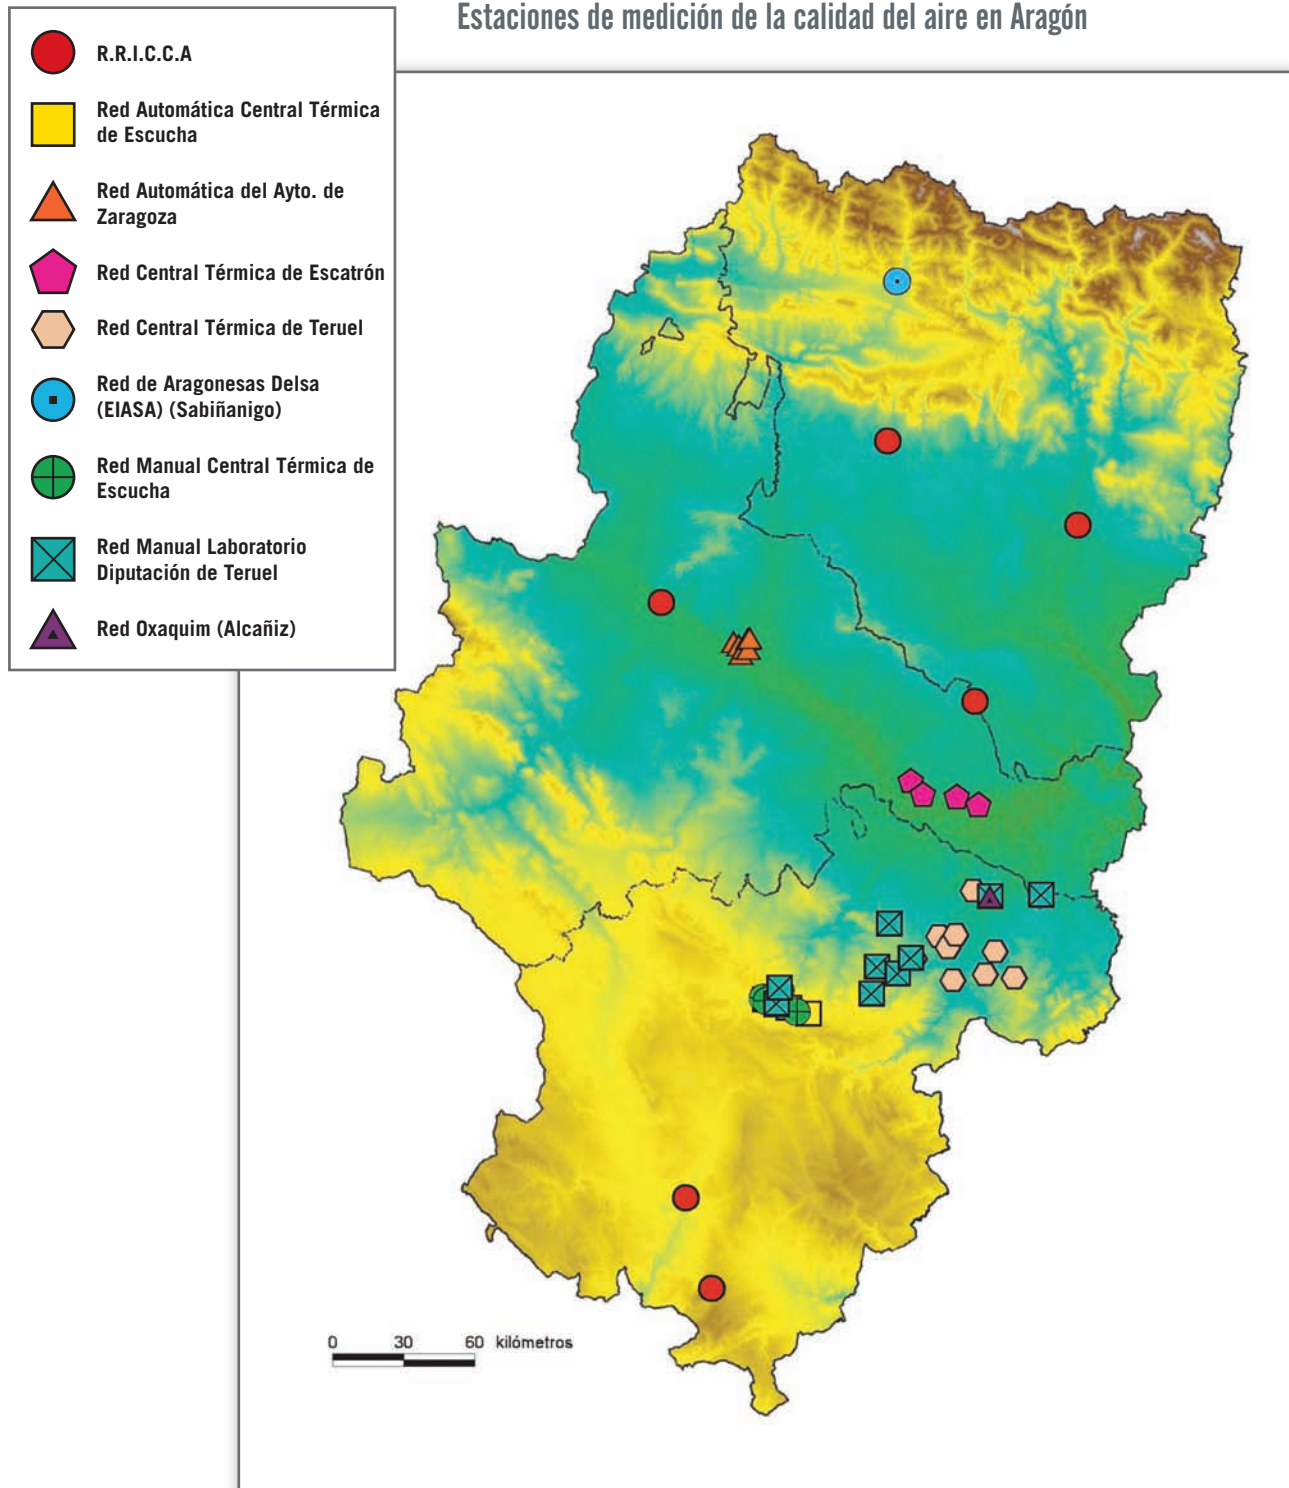 Estaciones de medición de la calidad del aire en Aragón
R.R.I.C.C.A
Red Automática Central Térmica
de Escucha
Red Automática del Ayto. de
Zaragoza
Red Central Térmica de Escatrón
Red Central Térmica de Teruel
Red de Aragonesas Delsa
(EIASA) (Sabiñanigo)
Red Manual Central Térmica de
Escucha
Red Manual Laboratorio
Diputación de Teruel
Red Oxaquim (Alcañiz)
0 30 60 kilómetros